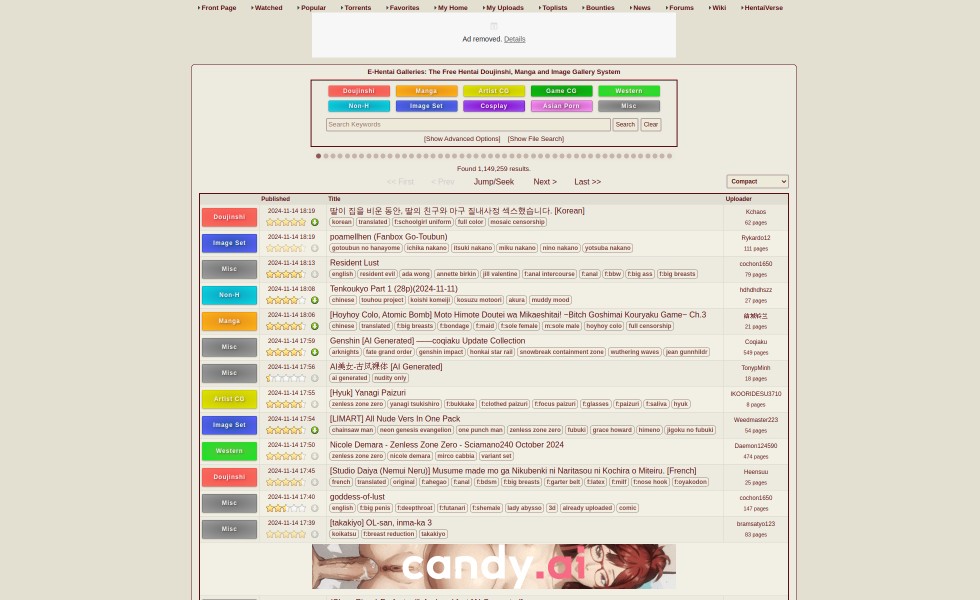 Front Page Watched Popular Torrents Favorites My Home My Uploads Toplists Bounties News Forums Wiki HentaiVerse
Ad removed. Details
E-Hentai Galleries: The Free Hentai Doujinshi, Manga and Image Gallery System
Doujinshi Manga Artist CG Game CG Western
Non-H Image Set Cosplay Asian Porn Misc
Search Keywords Search Clear
[Show Advanced Options] [Show File Search]
Found 1,149,259 results.
<< First < Prev Jump/Seek Next > Last >> Compact
Published Title Uploader
Doujinshi 2024-11-14 18:19 딸이 집을 비운 동안, 딸의 친구와 마구 질내사정 섹스했습니다. [Korean] Kchaos
korean translated f:schoolgirl uniform full color mosaic censorship 62 pages
Image Set 2024-11-14 18:19 poamellhen (Fanbox Go-Toubun) Rykardo12
gotoubun no hanayome ichika nakano itsuki nakano miku nakano nino nakano yotsuba nakano 111 pages
Misc 2024-11-14 18:13 Resident Lust cochon1650
english resident evil ada wong annette birkin jill valentine f:anal intercourse f:anal f:bbw f:big ass f:big breasts 79 pages
Non-H 2024-11-14 18:08 Tenkoukyo Part 1 (28p)(2024-11-11) hdhdhdhszz
chinese touhou project koishi komeiji kosuzu motoori akora muddy mood 27 pages
Manga 2024-11-14 18:06 [Hoyhoy Colo, Atomic Bomb] Moto Himote Doutei wa Mikaeshitai! ~Bitch Goshimai Kouryaku Game~ Ch.3
chinese translated f:big breasts f:bondage f:maid f:sole female m:sole male hoyhoy colo full censorship 21 pages
Misc 2024-11-14 17:59 Genshin [AI Generated] ——coqiaku Update Collection Coqiaku
arknights fate grand order genshin impact honkai star rail snowbreak containment zone wuthering waves jean gunnhildr 549 pages
Misc 2024-11-14 17:56 AI美女-古风裸体 [AI Generated] TonypMinh
ai generated nudity only 18 pages
Artist CG 2024-11-14 17:55 [Hyuk] Yanagi Paizuri IKOORIDESU3710
zenless zone zero yanagi tsukishiro f:bukkake f:clothed paizuri f:focus paizuri f:glasses f:paizuri f:saliva hyuk 8 pages
Image Set 2024-11-14 17:54 [LIMART] All Nude Vers In One Pack Weedmaster223
chainsaw man neon genesis evangelion one punch man zenless zone zero fubuki grace howard himeno jigoku no fubuki 54 pages
Western 2024-11-14 17:50 Nicole Demara - Zenless Zone Zero - Sciamano240 October 2024 Daemon124590
zenless zone zero nicole demara mirco cabbia variant set 474 pages
Doujinshi 2024-11-14 17:45 [Studio Daiya (Nemui Neru)] Musume made mo ga Nikubenki ni Naritasou ni Kochira o Miteiru. [French] Heensuu
french translated original f:ahegao f:anal f:bdsm f:big breasts f:garter belt f:latex f:milf f:nose hook f:oyakodon 25 pages
Misc 2024-11-14 17:40 goddess-of-lust cochon1650
english f:big penis f:deepthroat f:futanari f:shemale lady abysso 3d already uploaded comic 147 pages
Misc 2024-11-14 17:39 [takakiyo] OL-san, inma-ka 3 bramsatyo123
koikatsu f:breast reduction takakiyo 83 pages
candy.ai